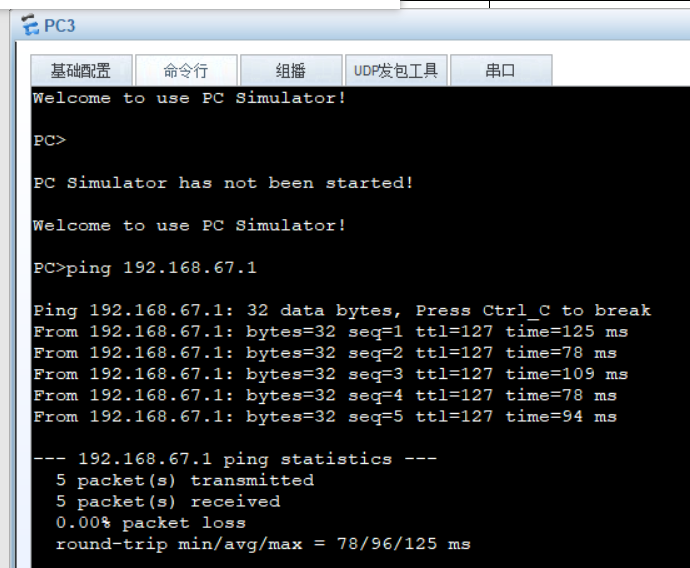 PC3
基础配置 命令行 组播 UDP发包工具 串口
Welcome to use PC Simulator!
PC>
PC Simulator has not been started!
Welcome to use PC Simulator!
PC>ping 192.168.67.1
Ping 192.168.67.1: 32 data bytes, Press Ctrl_C to break
From 192.168.67.1: bytes=32 seq=1 ttl=127 time=125 ms
From 192.168.67.1: bytes=32 seq=2 ttl=127 time=78 ms
From 192.168.67.1: bytes=32 seq=3 ttl=127 time=109 ms
From 192.168.67.1: bytes=32 seq=4 ttl=127 time=78 ms
From 192.168.67.1: bytes=32 seq=5 ttl=127 time=94 ms
--- 192.168.67.1 ping statistics ---
5 packet(s) transmitted
5 packet(s) received
0.00% packet loss
round-trip min/avg/max = 78/96/125 ms